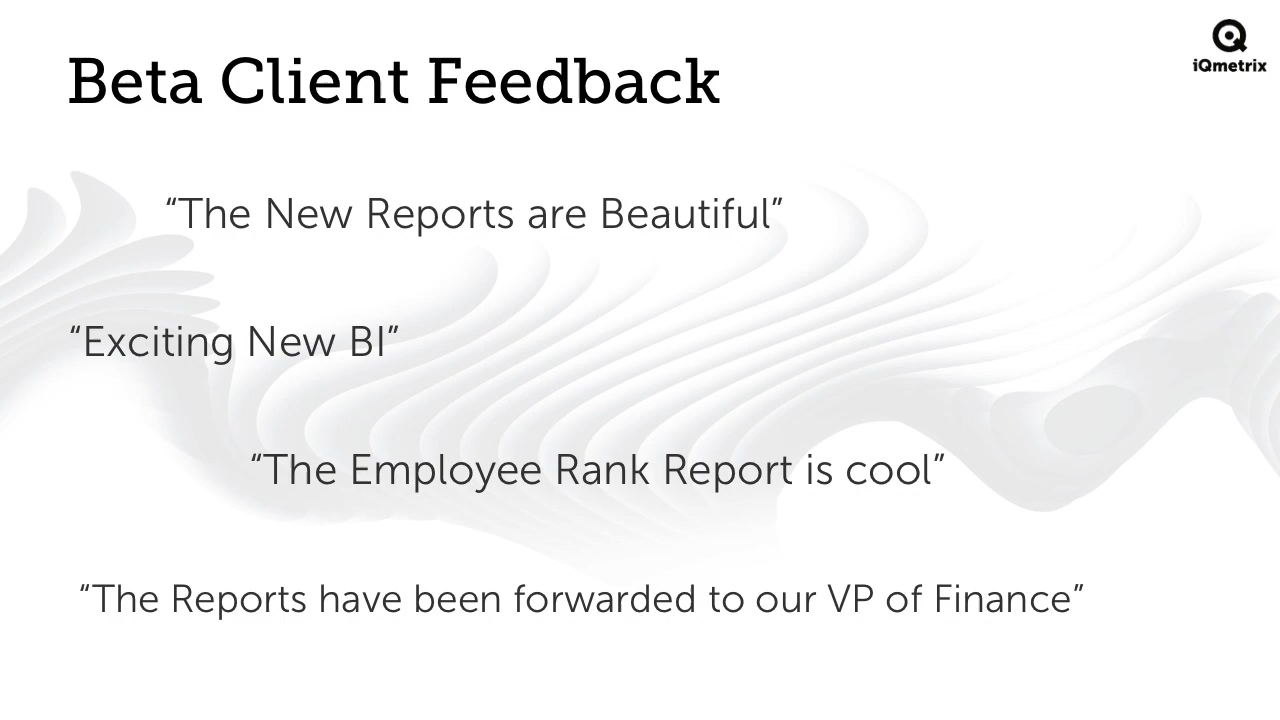 iQmetrix
Beta Client Feedback
“The New Reports are Beautiful”
“Exciting New BI”
“The Employee Rank Report is cool”
“The Reports have been forwarded to our VP of Finance”